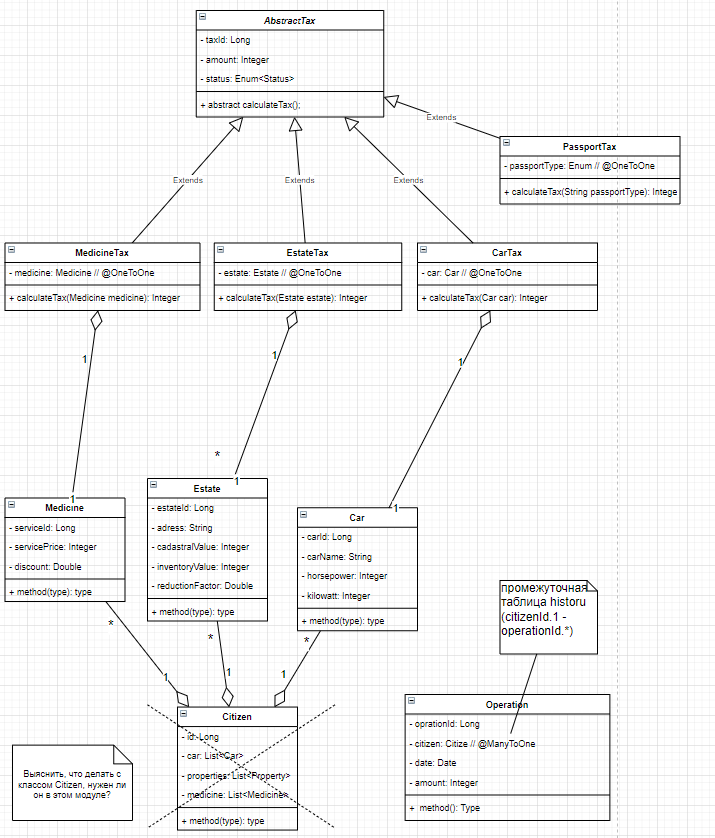 AbstractTax
- taxId: Long
- amount: Integer
- status: Enum<Status>
+ abstract calculateTax();
Extends
PassportTax
- passportType: Enum // @OneToOne
+ calculateTax(String passportType): Intege
Extends
Extends
Extends
MedicineTax
- medicine: Medicine // @OneToOne
+ calculateTax(Medicine medicine): Integer
EstateTax
- estate: Estate // @OneToOne
+ calculateTax(Estate estate): Integer
CarTax
- car: Car // @OneToOne
+ calculateTax(Car car): Integer
1
1
1
*
1
1
1
Medicine
- serviceId: Long
- servicePrice: Integer
- discount: Double
+ method(type): type
Estate
- estateId: Long
- adress: String
- cadastralValue: Integer
- inventoryValue: Integer
- reductionFactor: Double
+ method(type): type
Car
- carId: Long
- carName: String
- horsepower: Integer
- kilowatt: Integer
+ method(type): type
промежуточная
таблица historu
(citizenId.1 -
operationId.*)
*
*
*
1
1
1
Citizen
- id: Long
- car: List<Car>
- properties: List<Property>
- medicine: List<Medicine>
+ method(type): type
Operation
- oprationId: Long
- citizen: Citize // @ManyToOne
- date: Date
- amount: Integer
+ method(): Type
Выяснить, что делать с
классом Citizen, нужен ли
он в этом модуле?